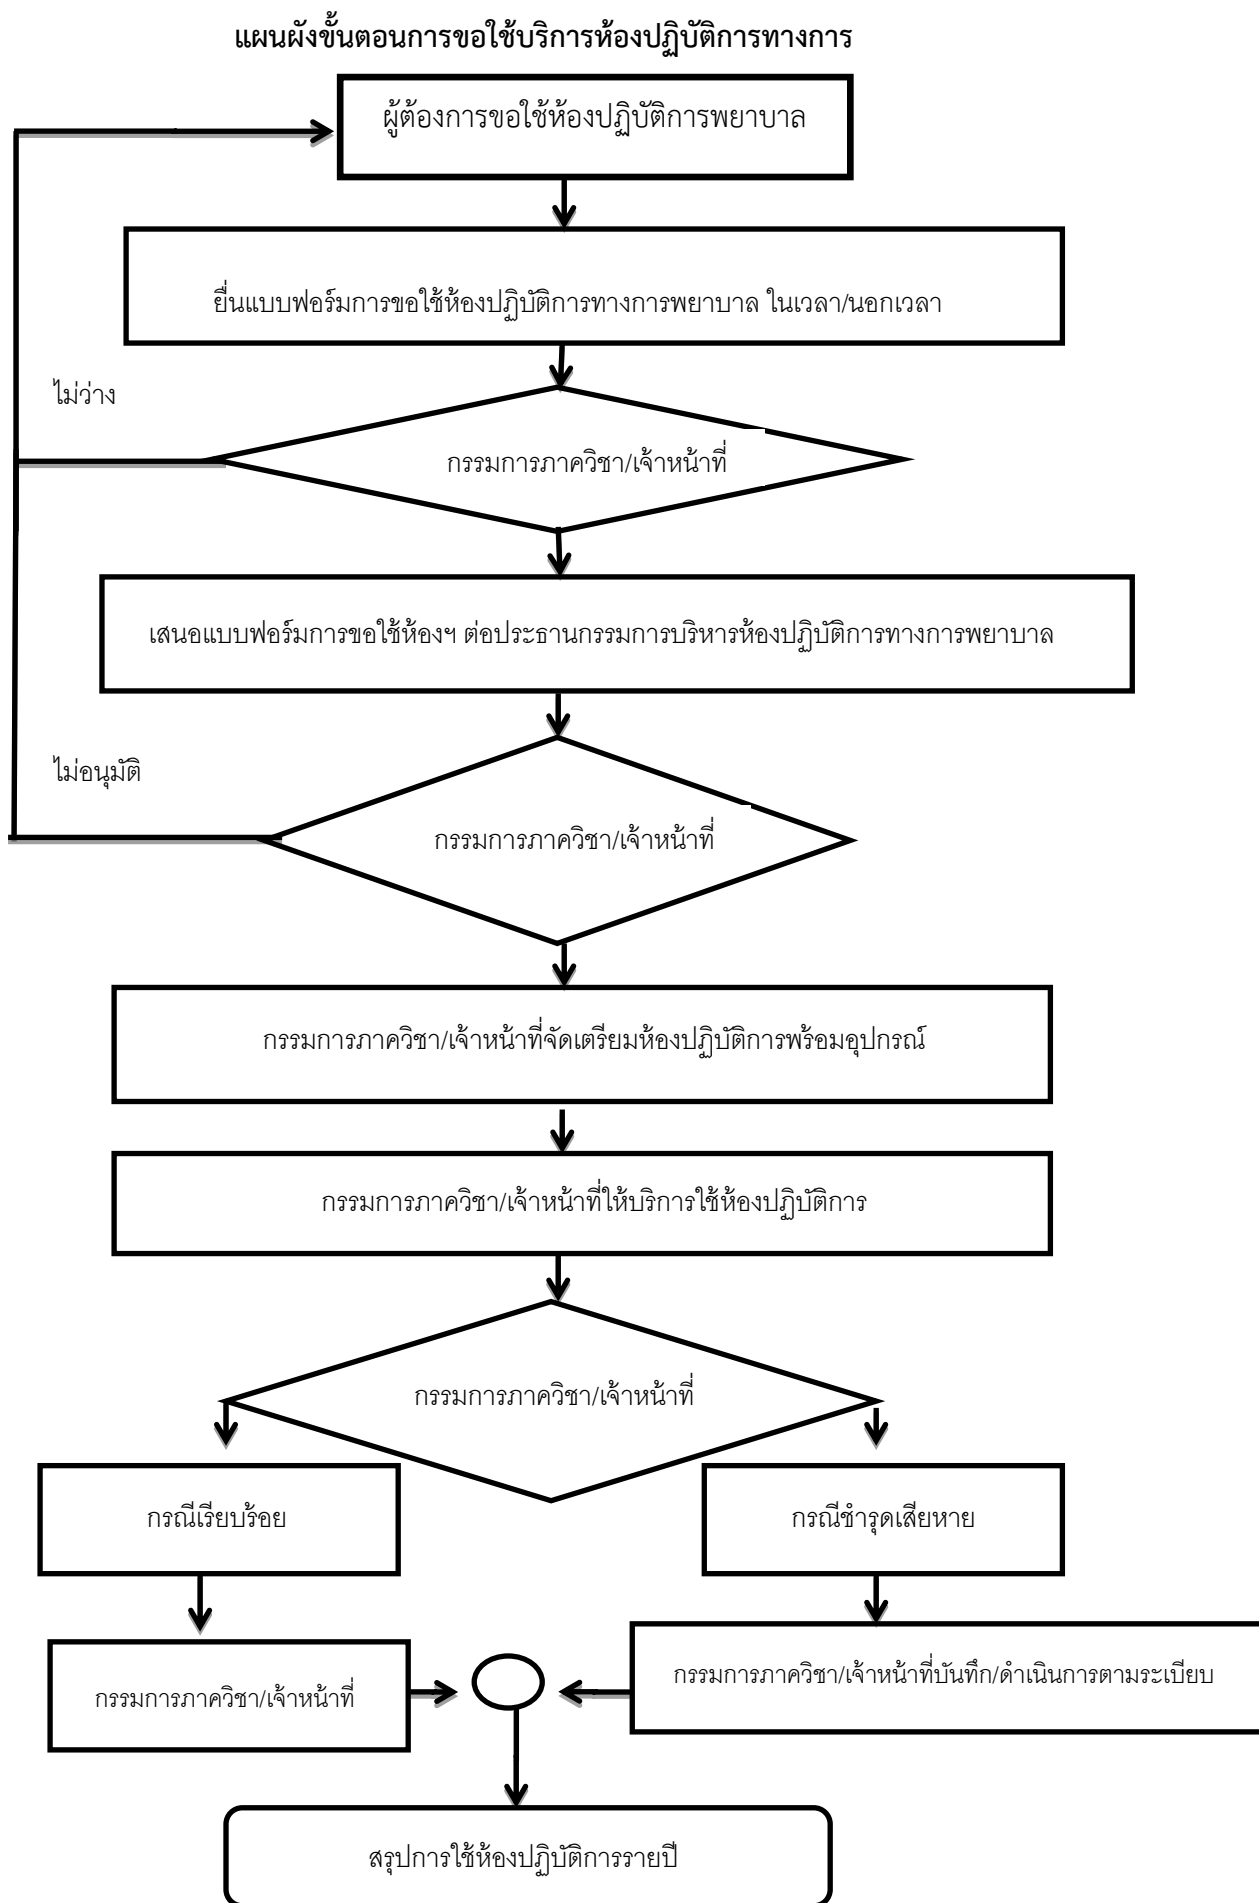 แผนผังขั้นตอนการขอใช้บริการห้องปฏิบัติการทางการ
ผู้ต้องการขอใช้ห้องปฏิบัติการพยาบาล
ยื่นแบบฟอร์มการขอใช้ห้องปฏิบัติการทางการพยาบาล ในเวลา/นอกเวลา
ไม่ว่าง
กรรมการภาควิชา/เจ้าหน้าที่
เสนอแบบฟอร์มการขอใช้ห้องฯ ต่อประธานกรรมการบริหารห้องปฏิบัติการทางการพยาบาล
ไม่อนุมัติ
กรรมการภาควิชา/เจ้าหน้าที่
กรรมการภาควิชา/เจ้าหน้าที่จัดเตรียมห้องปฏิบัติการพร้อมอุปกรณ์
กรรมการภาควิชา/เจ้าหน้าที่ให้บริการใช้ห้องปฏิบัติการ
กรรมการภาควิชา/เจ้าหน้าที่
กรณีเรียบร้อย
กรณีชำรุดเสียหาย
กรรมการภาควิชา/เจ้าหน้าที่
กรรมการภาควิชา/เจ้าหน้าที่บันทึก/ดำเนินการตามระเบียบ
สรุปการใช้ห้องปฏิบัติการรายปี